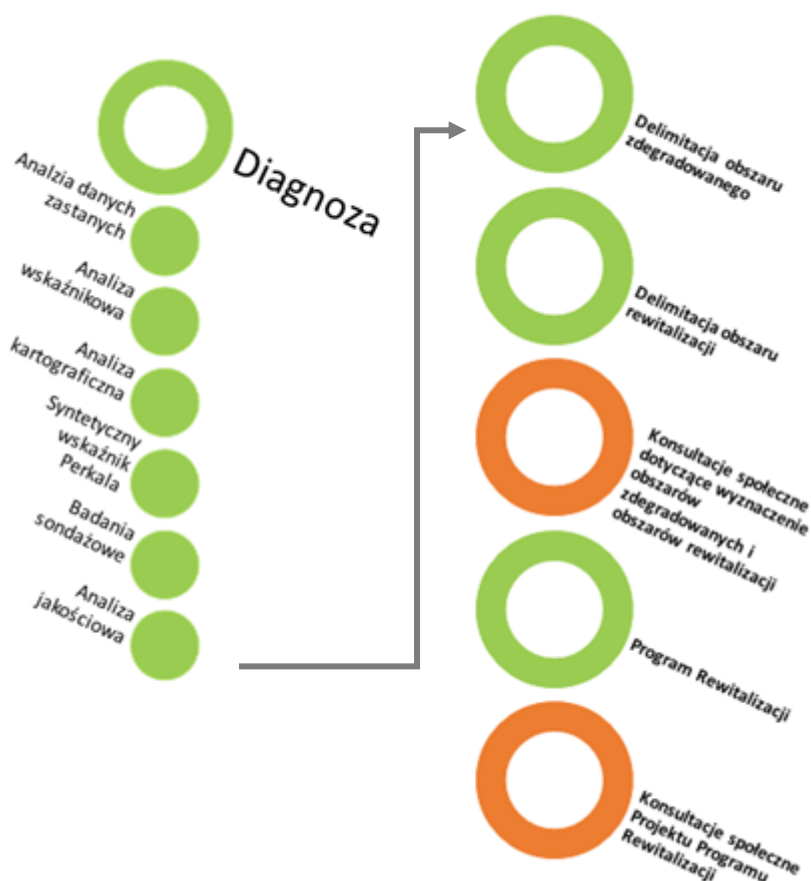 Diagnoza
Analzia danych
zastanych
Analiza
wskaźnikowa
Analiza
kartograficzna
Syntetyczny
wskaźnik
Perkala
Badania
sondażowe
Analiza
jakościowa
Delimitacja obszaru
zdegradowanego
Delimitacja obszaru
rewitalizacji
Konsultacje społeczne
dotyczące wyznaczenie
obszarów
zdegradowanych i
obszarów rewitalizacji
Program Rewitalizacji
Konsultacje społeczne
Projektu Programu
Rewitalizacji